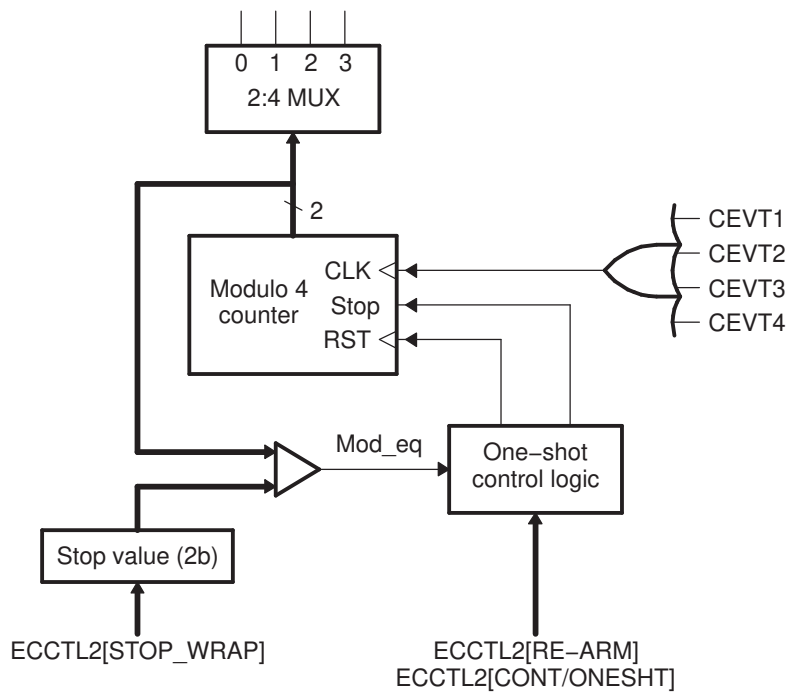 0 1 2 3
2:4 MUX
2
CEVT1
CEVT2
CEVT3
CEVT4
Modulo 4
counter
CLK
Stop
RST
Mod_eq
One−shot
control logic
Stop value (2b)
ECCTL2[STOP_WRAP]
ECCTL2[RE−ARM]
ECCTL2[CONT/ONESHT]